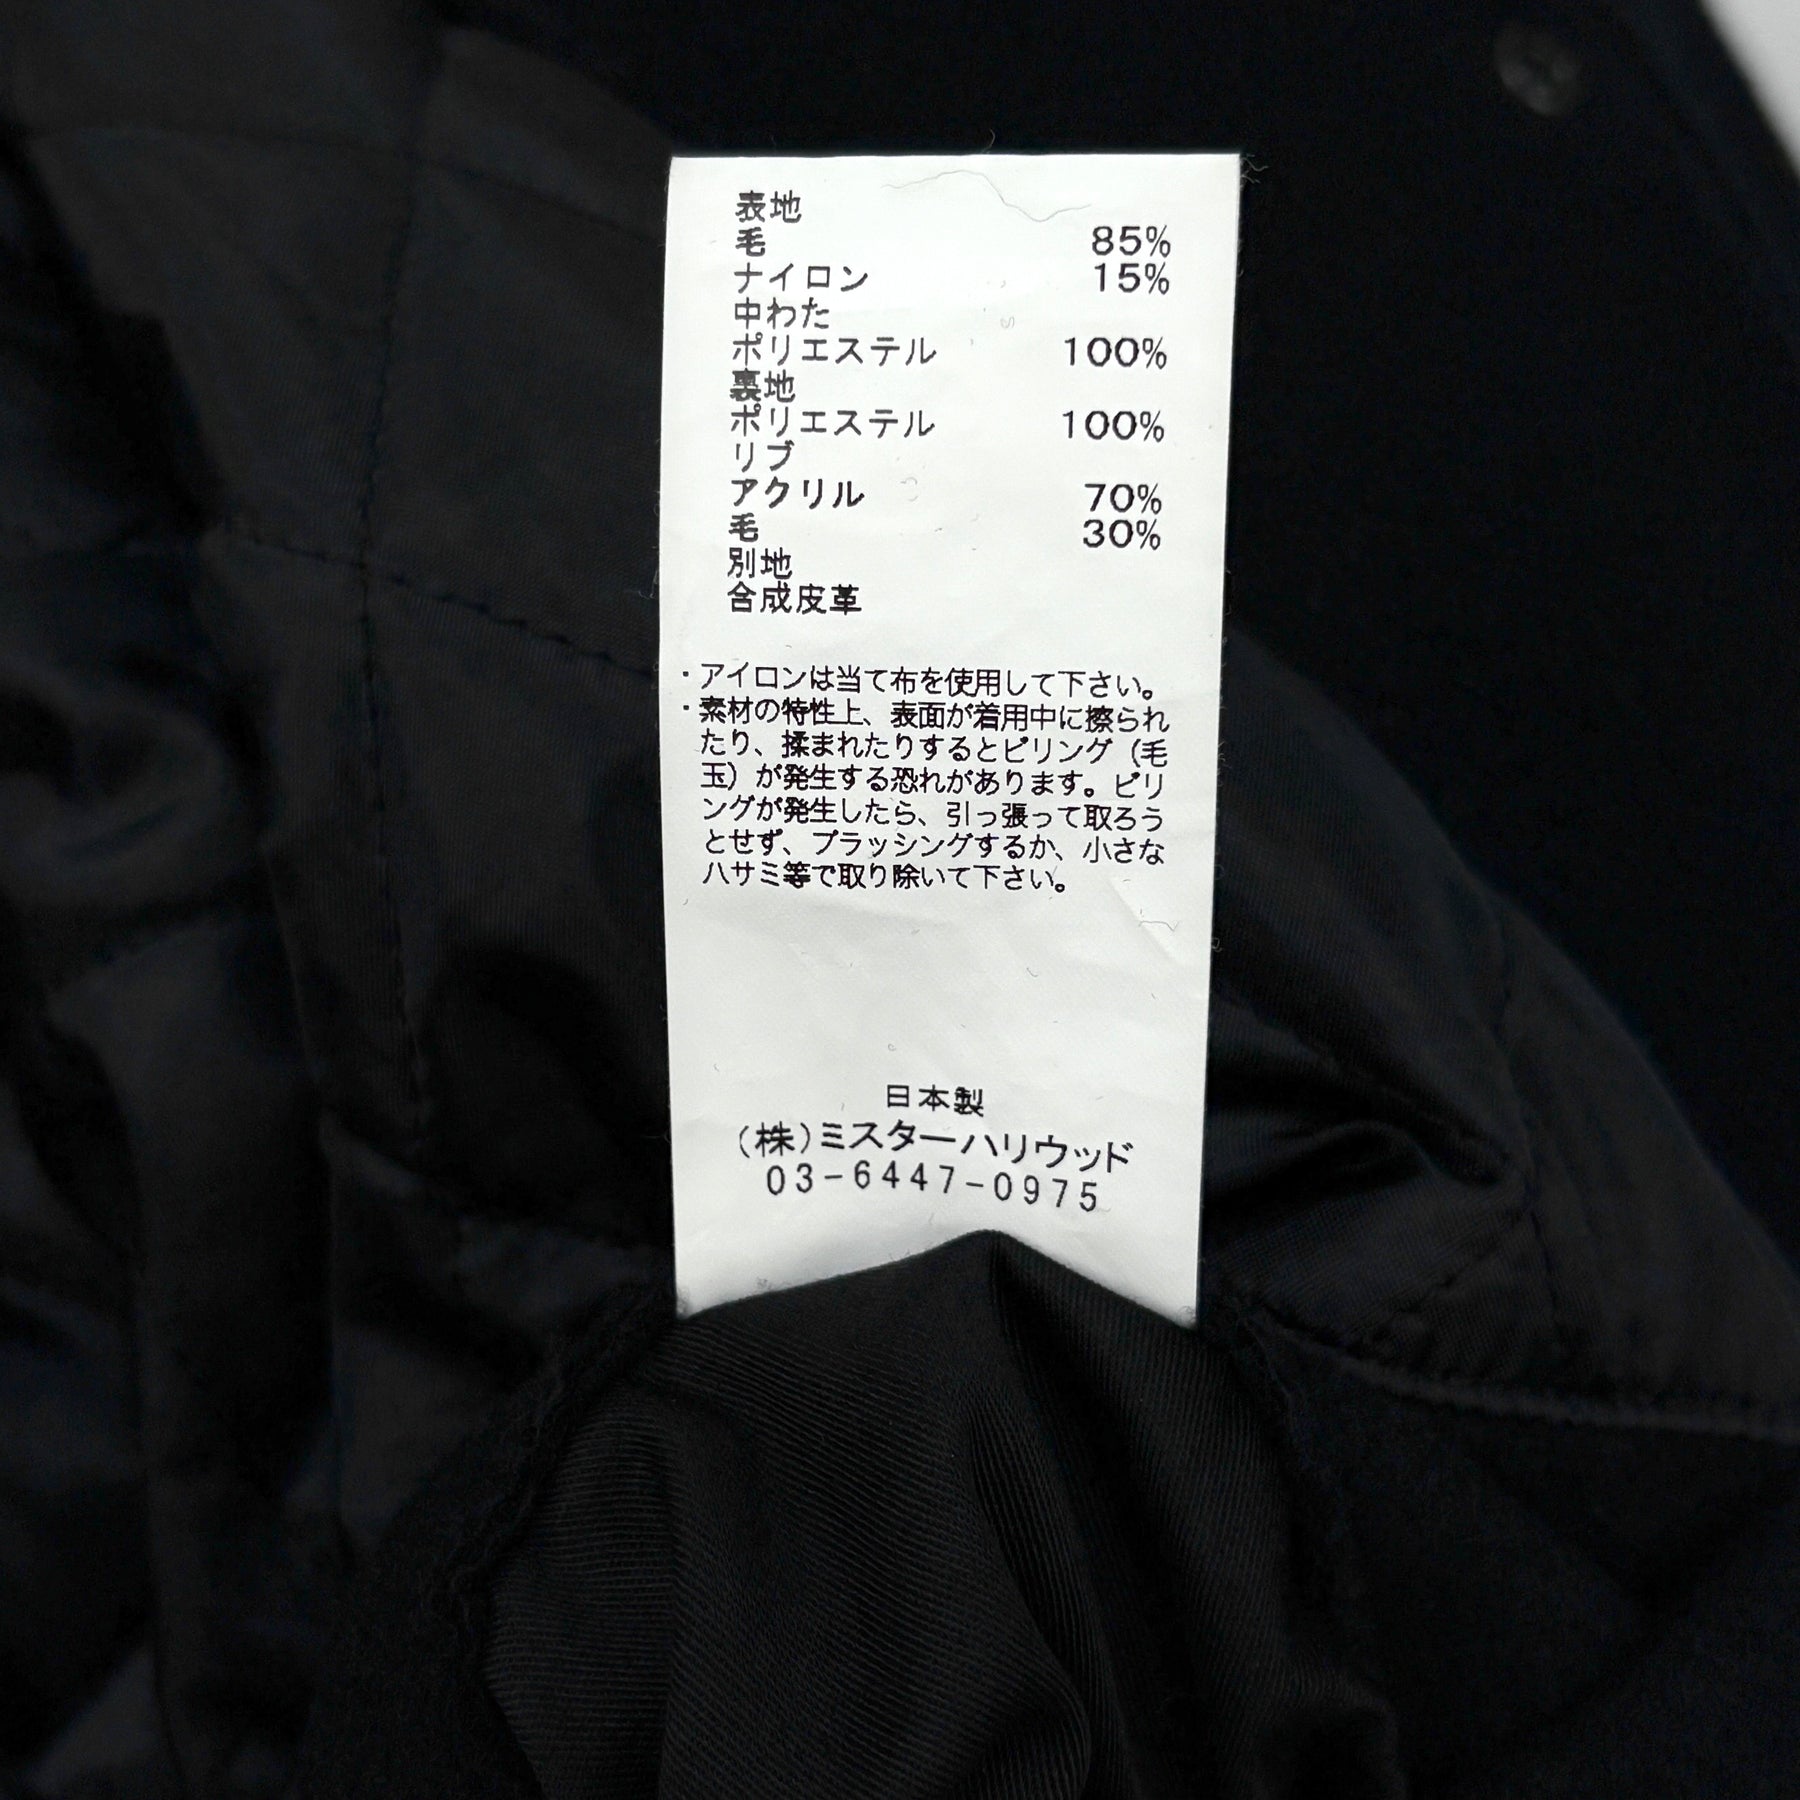 表地
毛 85%
ナイロン 15%
中わた
ポリエステル 100%
裏地
ポリエステル 100%
リブ
アクリル 70%
毛 30%
別地
合成皮革
・アイロンは当て布を使用して下さい。
・素材の特性上、表面が着用中に擦られ
たり、揉まれたりするとピリング（毛
玉）が発生する恐れがあります。ピリ
ングが発生したら、引っ張って取ろう
とせず、ブラッシングするか、小さな
ハサミ等で取り除いて下さい。
日本製
（株）ミスターハリウッド
03-6447-0975